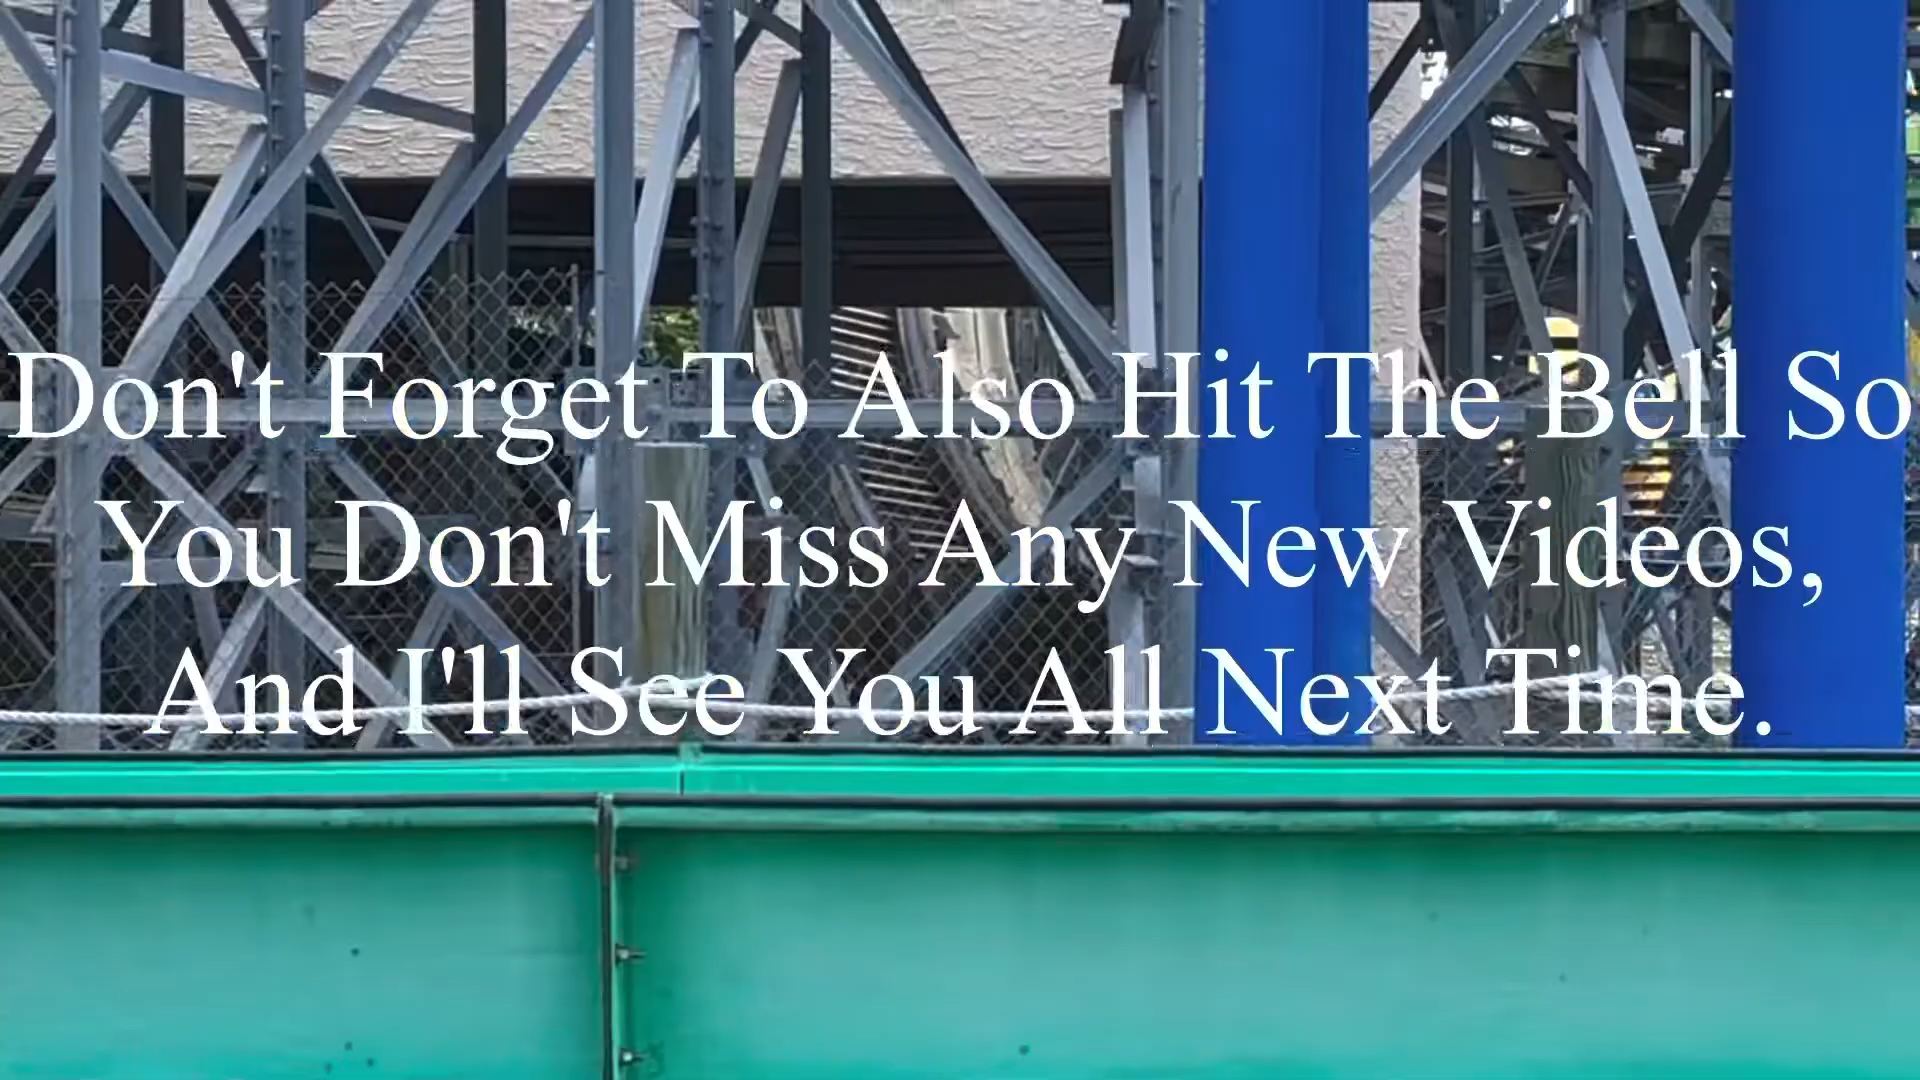 Don't Forget To Also Hit The Bell So
You Don't Miss Any New Videos,
And I'll See You All Next Time.